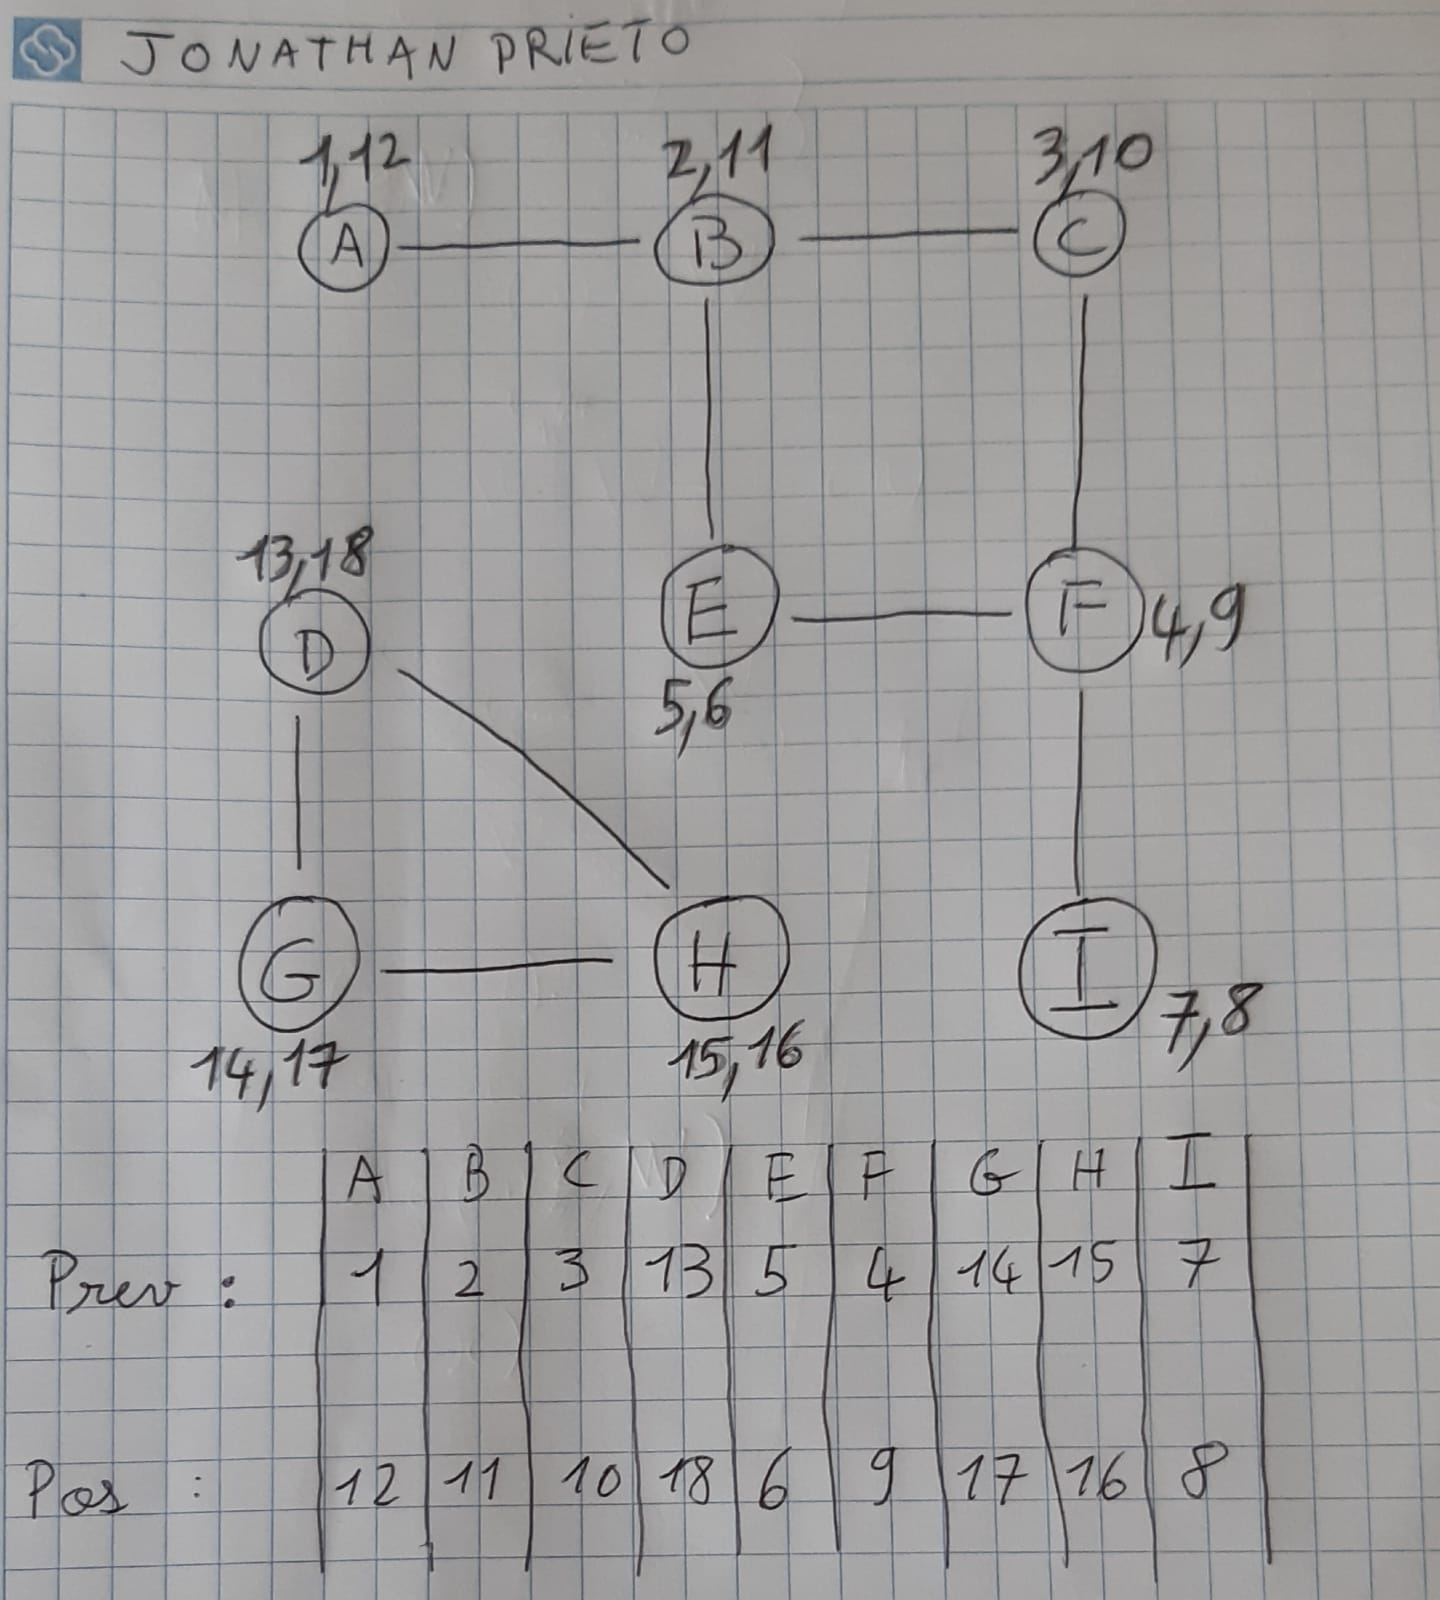 JONATHAN PRIETO
1,12 2,11 3,10
A B C
13,18
D E F 4,9
5,6
G H I
7,8
14,17 15,16
A B C D E F G H I
Prev : 1 2 3 13 5 4 14 15 7
Pos : 12 11 10 18 6 9 17 16 8